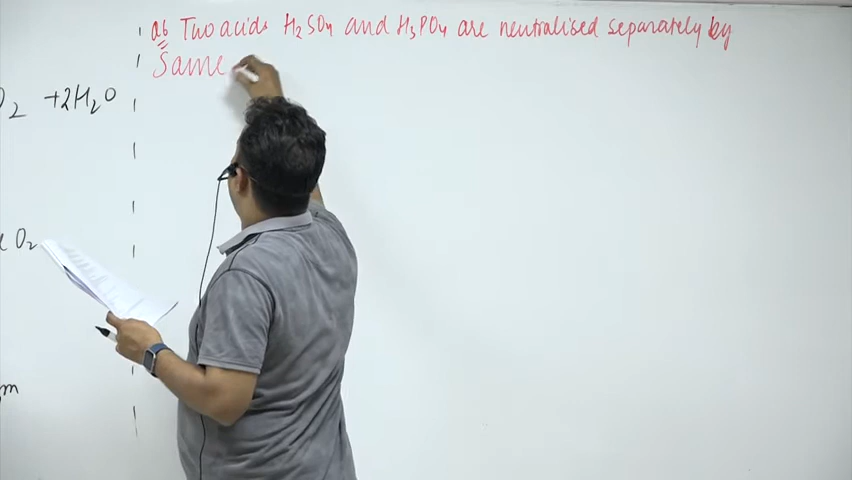 Q6 Two acids H₂SO₄ and H₃PO₄ are neutralised separately by
Same
O₂ +2H₂O
O₂
m